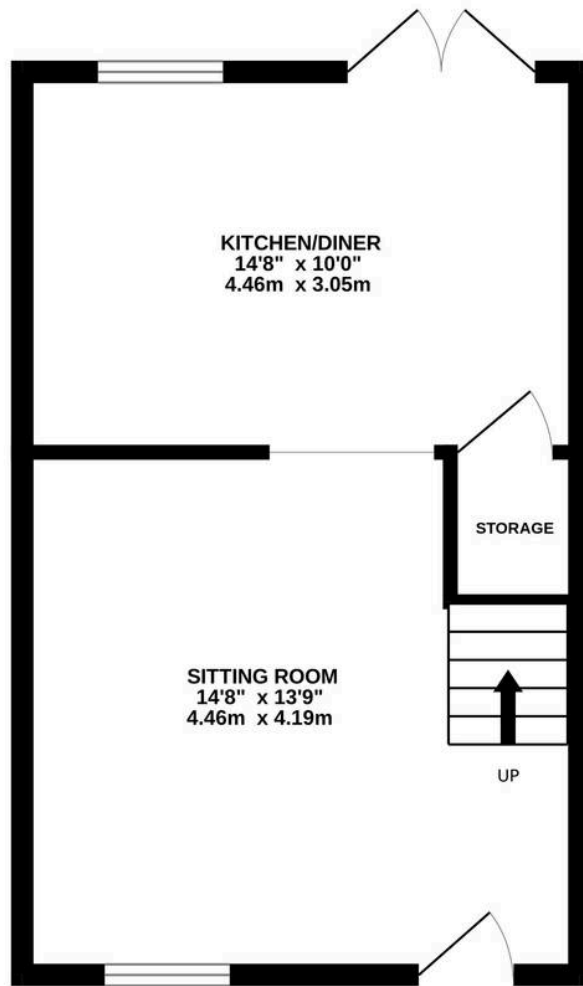 KITCHEN/DINER
14'8" x 10'0"
4.46m x 3.05m
STORAGE
SITTING ROOM
14'8" x 13'9"
4.46m x 4.19m
UP